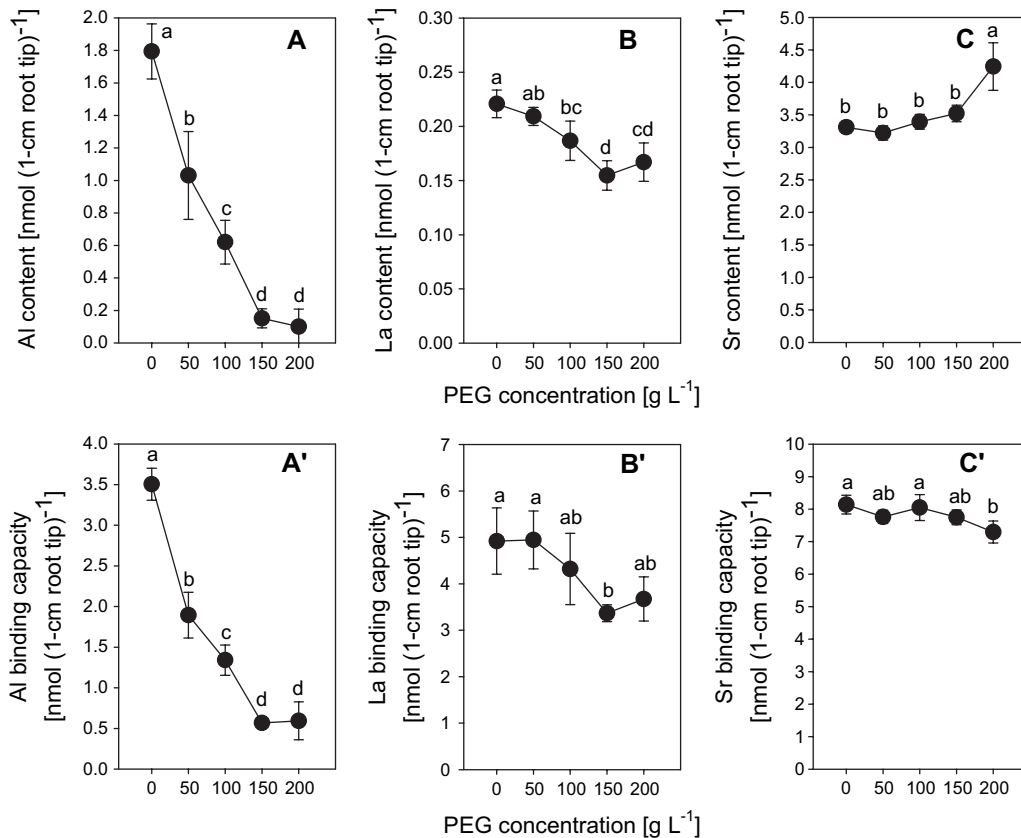 A
Al content [nmol (1-cm root tip)⁻¹]
2.0
1.8
1.6
1.4
1.2
1.0
0.8
0.6
0.4
0.2
0.0
a
b
c
d
d
0 50 100 150 200
B
La content [nmol (1-cm root tip)⁻¹]
0.30
0.25
0.20
0.15
0.10
0.05
0.00
a
ab
bc
d
cd
0 50 100 150 200
C
Sr content [nmol (1-cm root tip)⁻¹]
5.0
4.5
4.0
3.5
3.0
2.5
2.0
1.5
1.0
0.5
0.0
b
b
b
b
a
0 50 100 150 200
PEG concentration [g L⁻¹]
A'
Al binding capacity
[nmol (1-cm root tip)⁻¹]
4.0
3.5
3.0
2.5
2.0
1.5
1.0
0.5
0.0
a
b
c
d
d
0 50 100 150 200
B'
La binding capacity
[nmol (1-cm root tip)⁻¹]
7
6
5
4
3
2
1
0
a
a
ab
b
ab
0 50 100 150 200
C'
Sr binding capacity
[nmol (1-cm root tip)⁻¹]
10
9
8
7
6
5
4
3
2
1
0
a
ab
a
ab
b
0 50 100 150 200
PEG concentration [g L⁻¹]